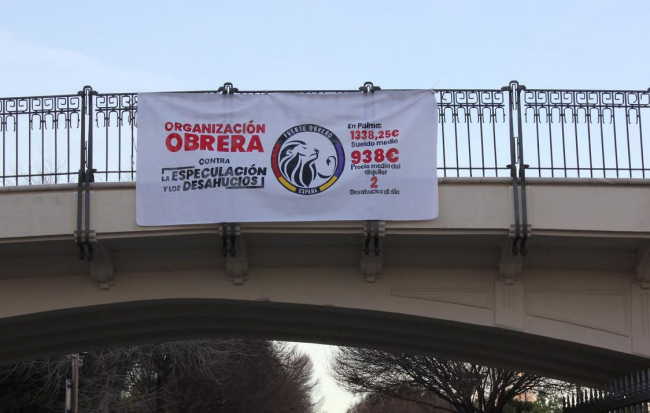 ORGANIZACIÓN
OBRERA
CONTRA
LA ESPECULACIÓN
Y LOS DESAHUCIOS
FRENTE OBRERO
ESPAÑA
En Palma:
1338,25€
Sueldo medio
938€
Precio medio del
alquiler
2
Desahucios al día